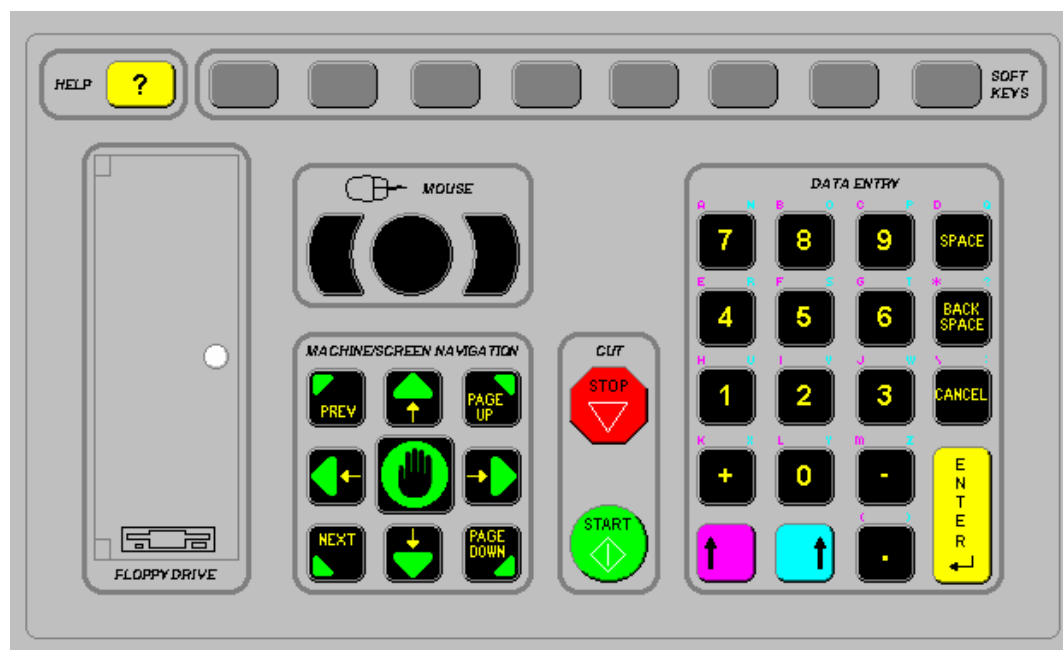 HELP
?
SOFT
KEYS
MOUSE
DATA ENTRY
A N B O C P D Q
7 8 9 SPACE
E R F S G T *
4 5 6 BACK
SPACE
H U I V J W \ :
1 2 3 CANCEL
K X L Y M Z
+ 0 - ENTER
( )
.
MACHINE/SCREEN NAVIGATION
PREV
PAGE
UP
NEXT
PAGE
DOWN
CUT
STOP
START
FLOPPY DRIVE